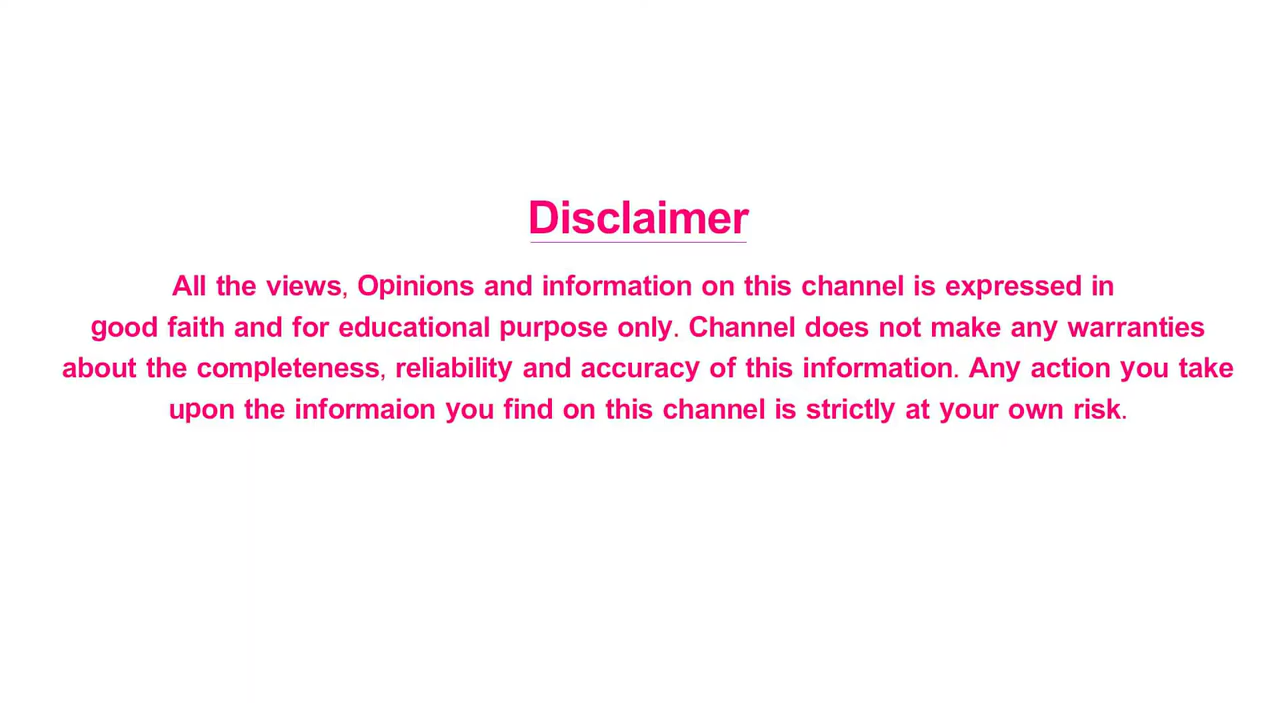 Disclaimer
All the views, Opinions and information on this channel is expressed in
good faith and for educational purpose only. Channel does not make any warranties
about the completeness, reliability and accuracy of this information. Any action you take
upon the informaion you find on this channel is strictly at your own risk.